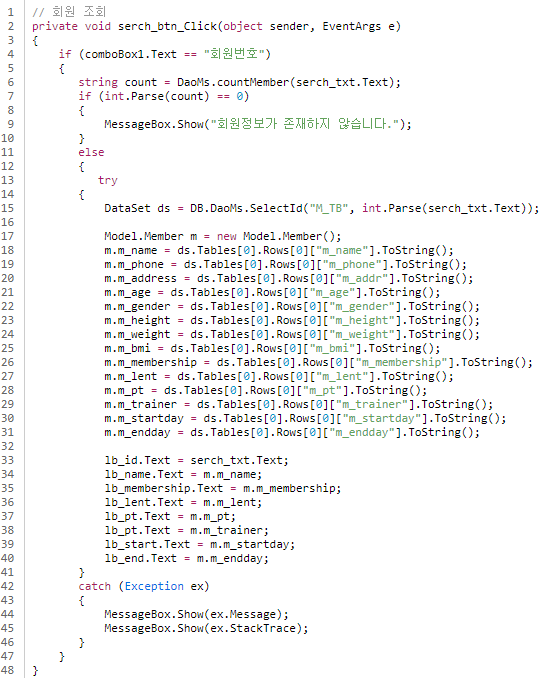 1 // 회원 조회
2 private void serch_btn_Click(object sender, EventArgs e)
3 {
4     if (comboBox1.Text == "회원번호")
5     {
6        string count = DaoMs.countMember(serch_txt.Text);
7        if (int.Parse(count) == 0)
8        {
9            MessageBox.Show("회원정보가 존재하지 않습니다.");
10        }
11        else
12        {
13           try
14        {
15            DataSet ds = DB.DaoMs.SelectId("M_TB", int.Parse(serch_txt.Text));
16
17            Model.Member m = new Model.Member();
18            m.m_name = ds.Tables[0].Rows[0]["m_name"].ToString();
19            m.m_phone = ds.Tables[0].Rows[0]["m_phone"].ToString();
20            m.m_address = ds.Tables[0].Rows[0]["m_addr"].ToString();
21            m.m_age = ds.Tables[0].Rows[0]["m_age"].ToString();
22            m.m_gender = ds.Tables[0].Rows[0]["m_gender"].ToString();
23            m.m_height = ds.Tables[0].Rows[0]["m_height"].ToString();
24            m.m_weight = ds.Tables[0].Rows[0]["m_weight"].ToString();
25            m.m_bmi = ds.Tables[0].Rows[0]["m_bmi"].ToString();
26            m.m_membership = ds.Tables[0].Rows[0]["m_membership"].ToString();
27            m.m_lent = ds.Tables[0].Rows[0]["m_lent"].ToString();
28            m.m_pt = ds.Tables[0].Rows[0]["m_pt"].ToString();
29            m.m_trainer = ds.Tables[0].Rows[0]["m_trainer"].ToString();
30            m.m_startday = ds.Tables[0].Rows[0]["m_startday"].ToString();
31            m.m_endday = ds.Tables[0].Rows[0]["m_endday"].ToString();
32
33            lb_id.Text = serch_txt.Text;
34            lb_name.Text = m.m_name;
35            lb_membership.Text = m.m_membership;
36            lb_lent.Text = m.m_lent;
37            lb_pt.Text = m.m_pt;
38            lb_pt.Text = m.m_trainer;
39            lb_start.Text = m.m_startday;
40            lb_end.Text = m.m_endday;
41        }
42        catch (Exception ex)
43        {
44            MessageBox.Show(ex.Message);
45            MessageBox.Show(ex.StackTrace);
46        }
47     }
48 }